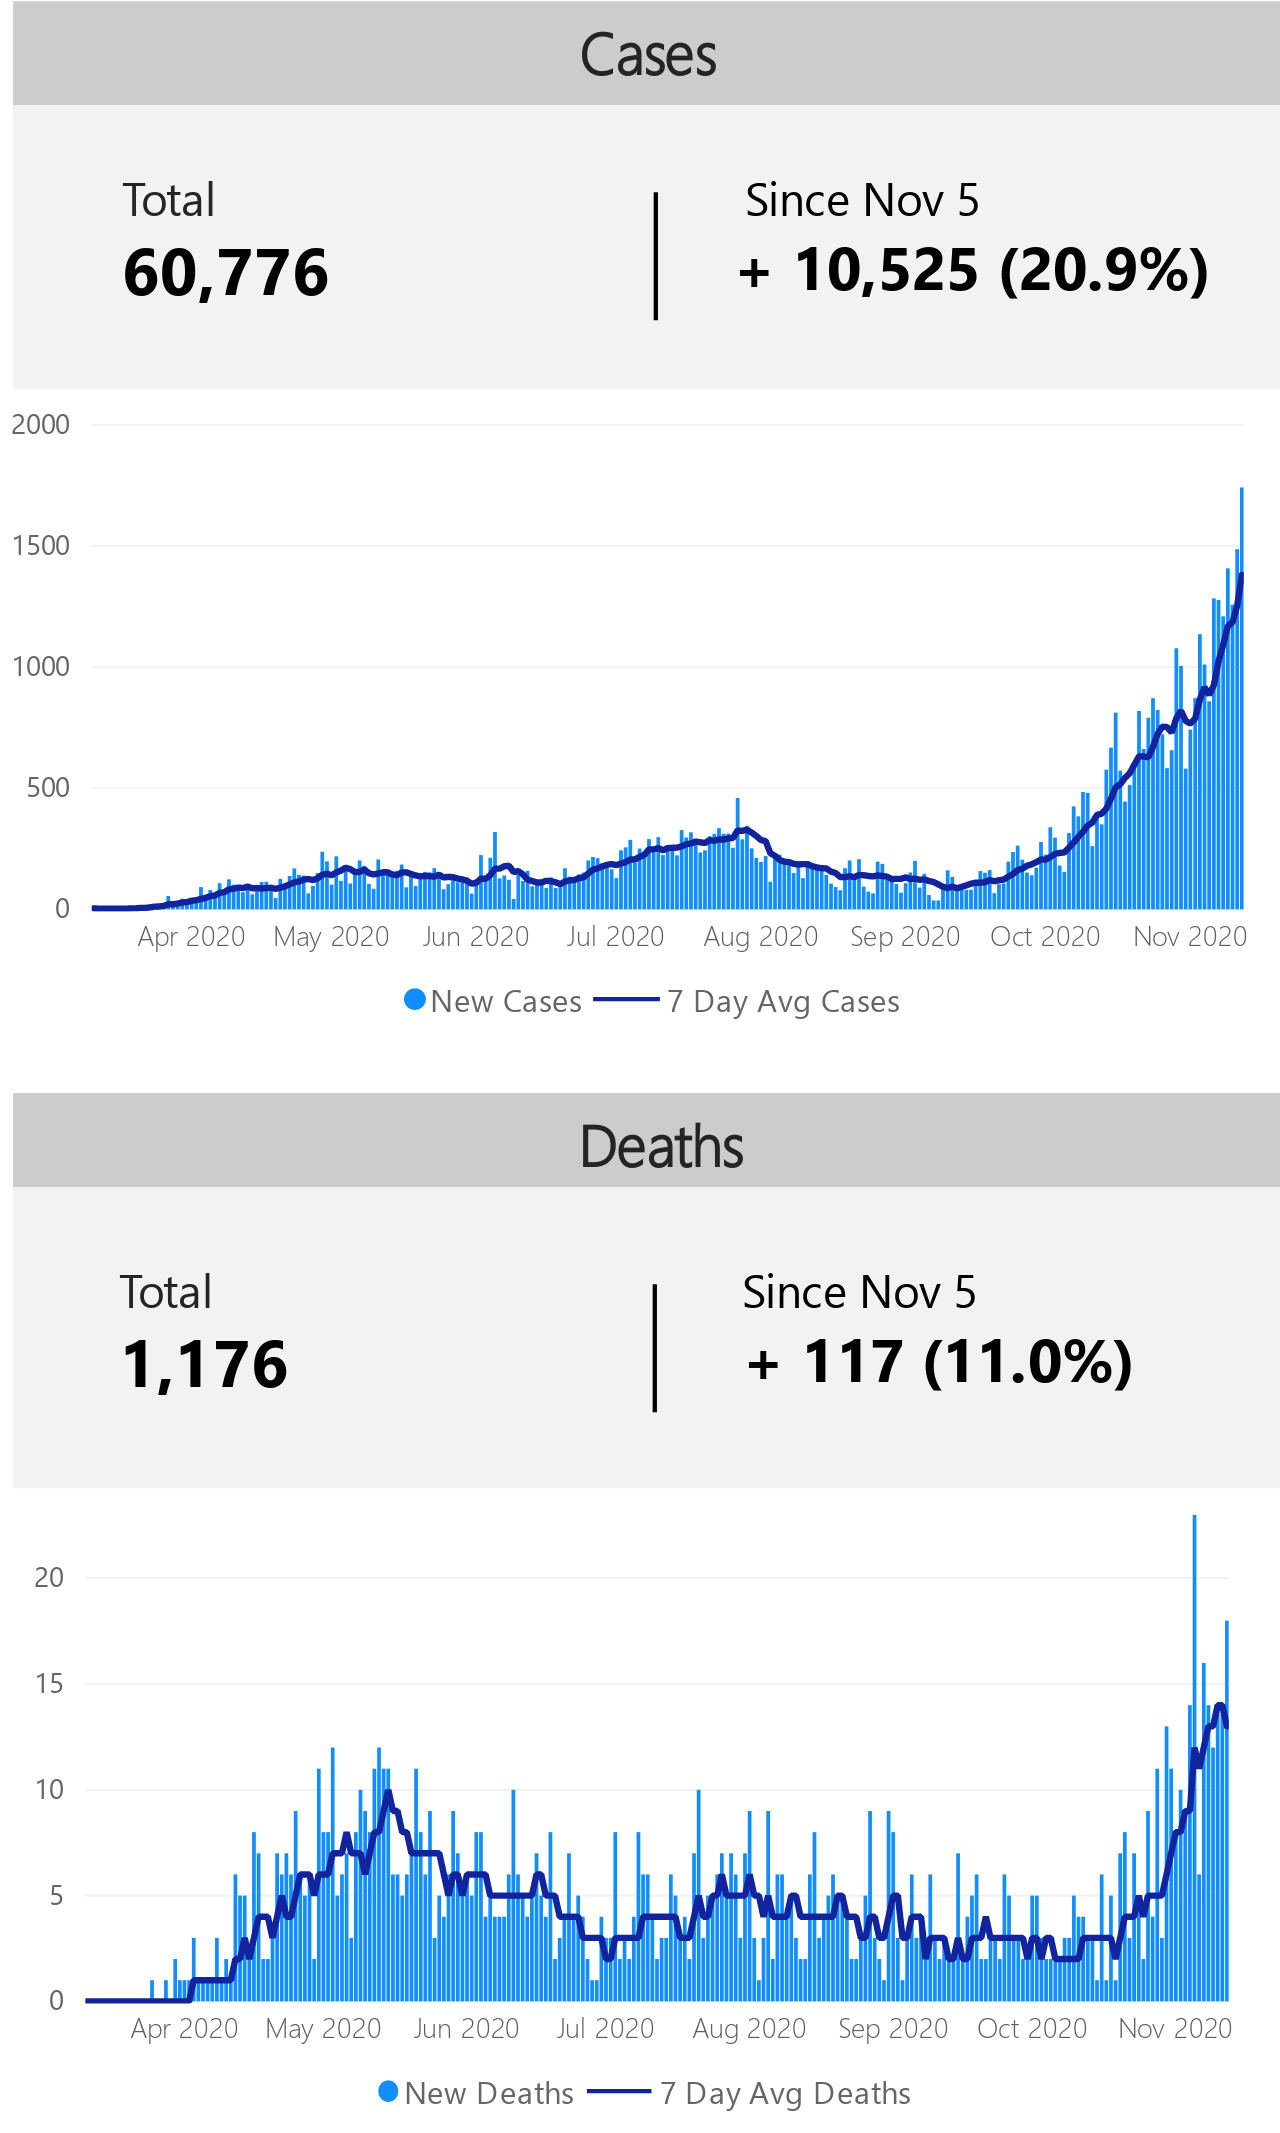 Cases
Total
Since Nov 5
60,776
+ 10,525 (20.9%)
2000
1500
1000
500
0
Apr 2020 May 2020 Jun 2020 Jul 2020 Aug 2020 Sep 2020 Oct 2020 Nov 2020
New Cases 7 Day Avg Cases
Deaths
Total
Since Nov 5
1,176
+ 117 (11.0%)
20
15
10
5
0
Apr 2020 May 2020 Jun 2020 Jul 2020 Aug 2020 Sep 2020 Oct 2020 Nov 2020
New Deaths 7 Day Avg Deaths